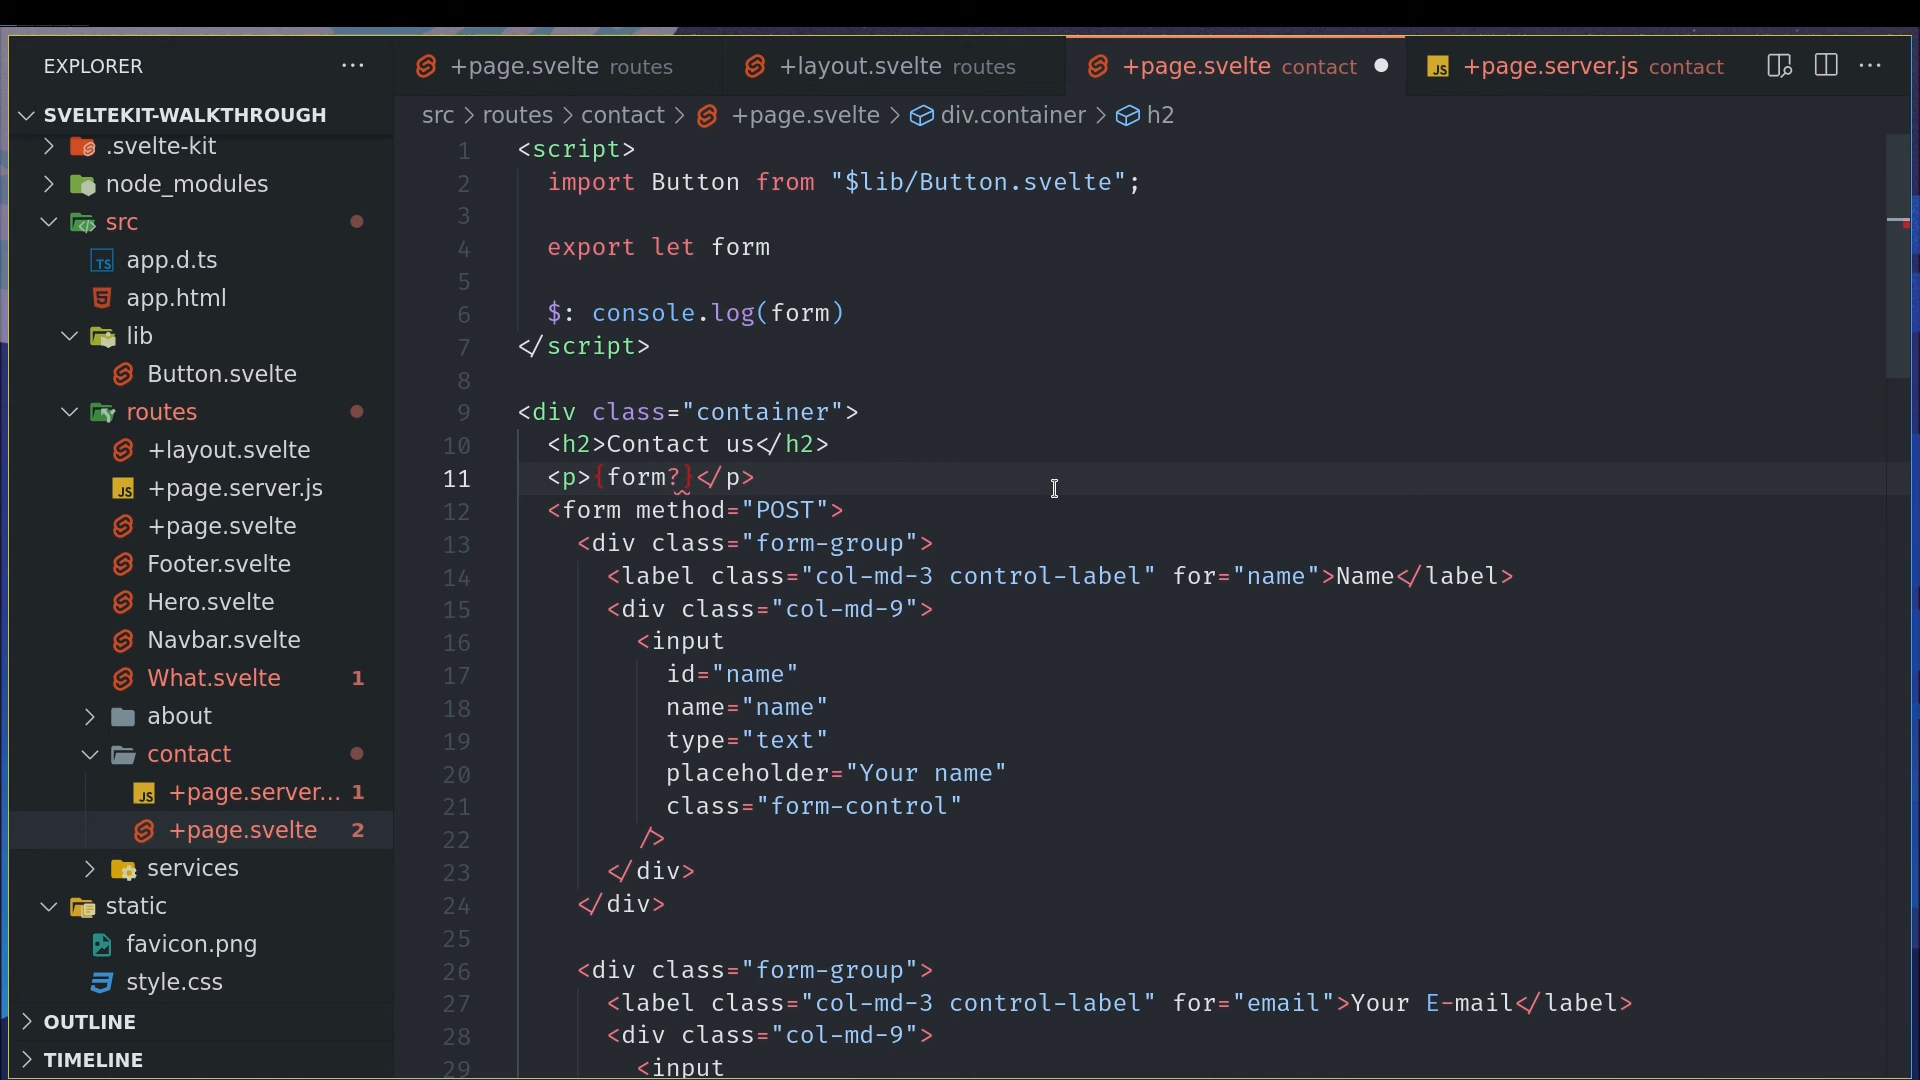 EXPLORER
SVELTEKIT-WALKTHROUGH
.svelte-kit
node_modules
src
app.d.ts
app.html
lib
Button.svelte
routes
+layout.svelte
+page.server.js
+page.svelte
Footer.svelte
Hero.svelte
Navbar.svelte
What.svelte 1
about
contact
+page.server... 1
+page.svelte 2
services
static
favicon.png
style.css
OUTLINE
TIMELINE
+page.svelte routes
+layout.svelte routes
+page.svelte contact
+page.server.js contact
src > routes > contact > +page.svelte > div.container > h2
1 <script>
2 import Button from "$lib/Button.svelte";
3
4 export let form
5
6 $: console.log(form)
7 </script>
8
9 <div class="container">
10 <h2>Contact us</h2>
11 <p>{form?}</p>
12 <form method="POST">
13 <div class="form-group">
14 <label class="col-md-3 control-label" for="name">Name</label>
15 <div class="col-md-9">
16 <input
17 id="name"
18 name="name"
19 type="text"
20 placeholder="Your name"
21 class="form-control"
22 />
23 </div>
24 </div>
25
26 <div class="form-group">
27 <label class="col-md-3 control-label" for="email">Your E-mail</label>
28 <div class="col-md-9">
29 <input